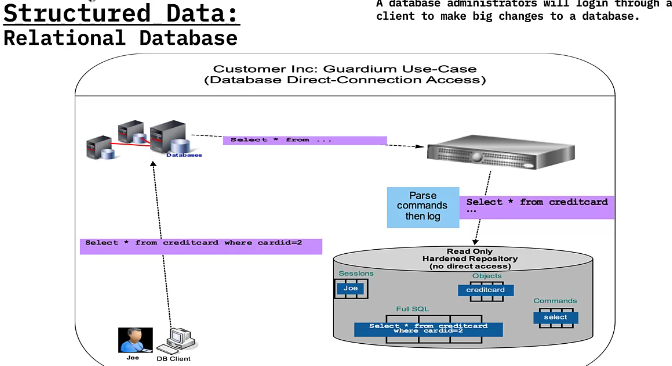 Structured Data:
Relational Database
A database administrators will login through a
client to make big changes to a database.
Customer Inc: Guardium Use-Case
(Database Direct-Connection Access)
Select * from ...
Databases
Parse
commands
then log
Select * from creditcard
...
Select * from creditcard where cardid=2
Read Only
Hardened Repository
(no direct access)
Sessions
Joe
Objects
creditcard
Commands
select
Full SQL
Select * from creditcard
where cardid=2
Joe
DB Client